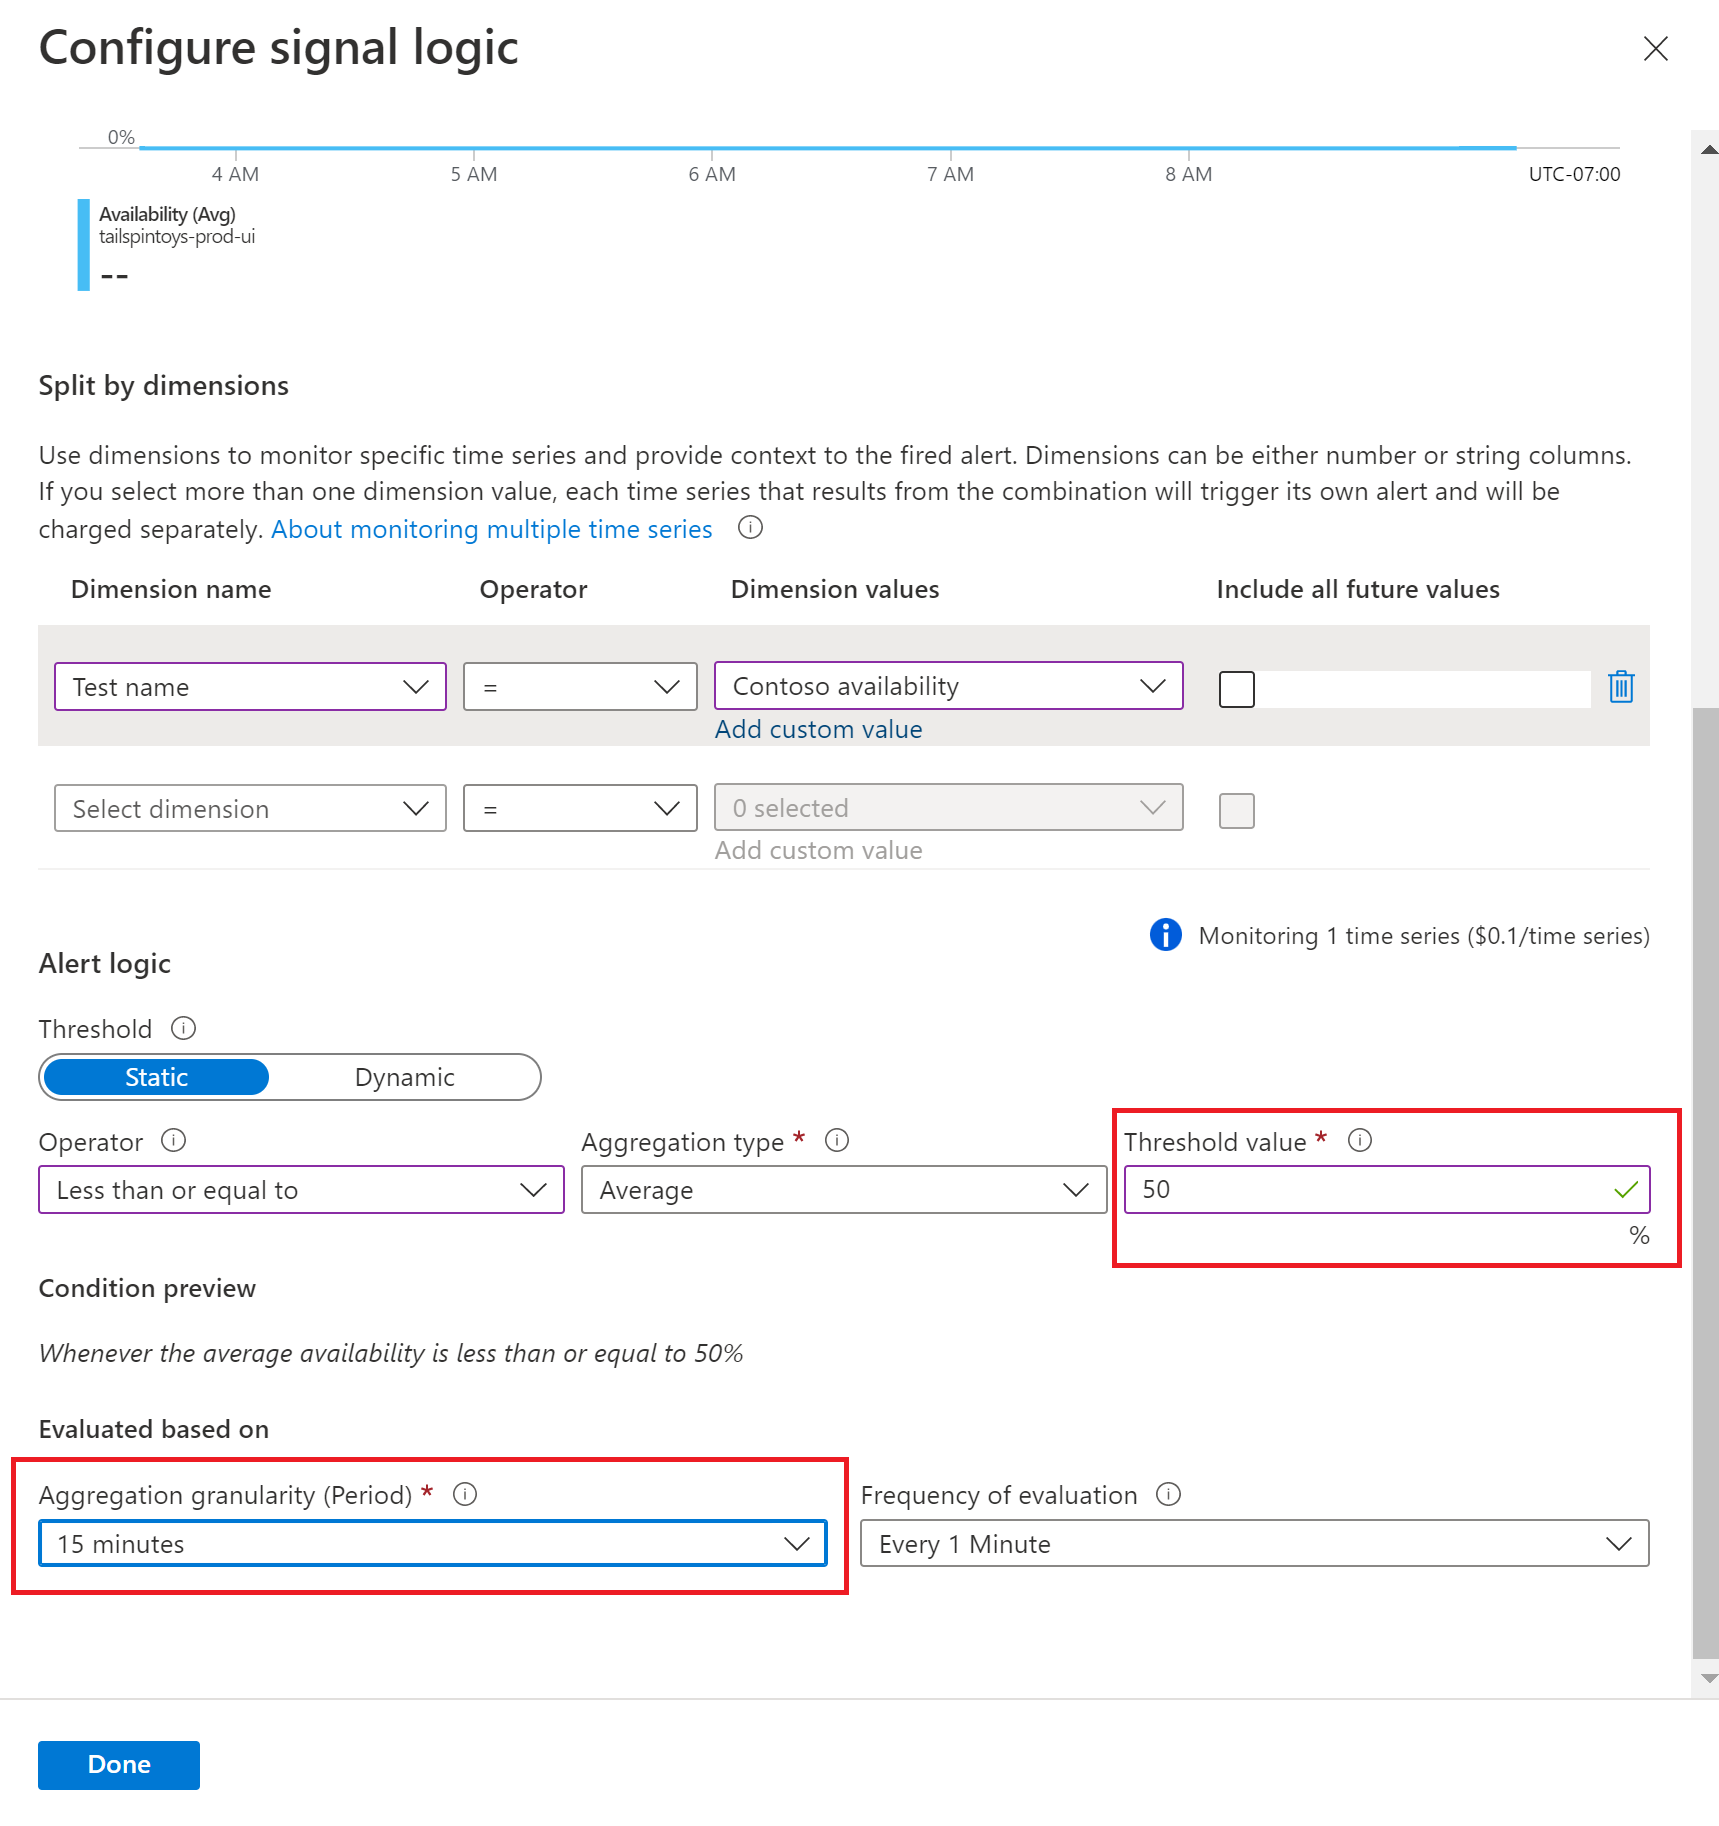 Configure signal logic
0%
4 AM 5 AM 6 AM 7 AM 8 AM UTC-07:00
Availability (Avg)
tailspintoys-prod-ui
--
Split by dimensions
Use dimensions to monitor specific time series and provide context to the fired alert. Dimensions can be either number or string columns.
If you select more than one dimension value, each time series that results from the combination will trigger its own alert and will be
charged separately. About monitoring multiple time series
Dimension name Operator Dimension values Include all future values
Test name = Contoso availability
Add custom value
Select dimension = 0 selected
Add custom value
Monitoring 1 time series ($0.1/time series)
Alert logic
Threshold
Static Dynamic
Operator Aggregation type * Threshold value *
Less than or equal to Average 50
%
Condition preview
Whenever the average availability is less than or equal to 50%
Evaluated based on
Aggregation granularity (Period) * Frequency of evaluation
15 minutes Every 1 Minute
Done